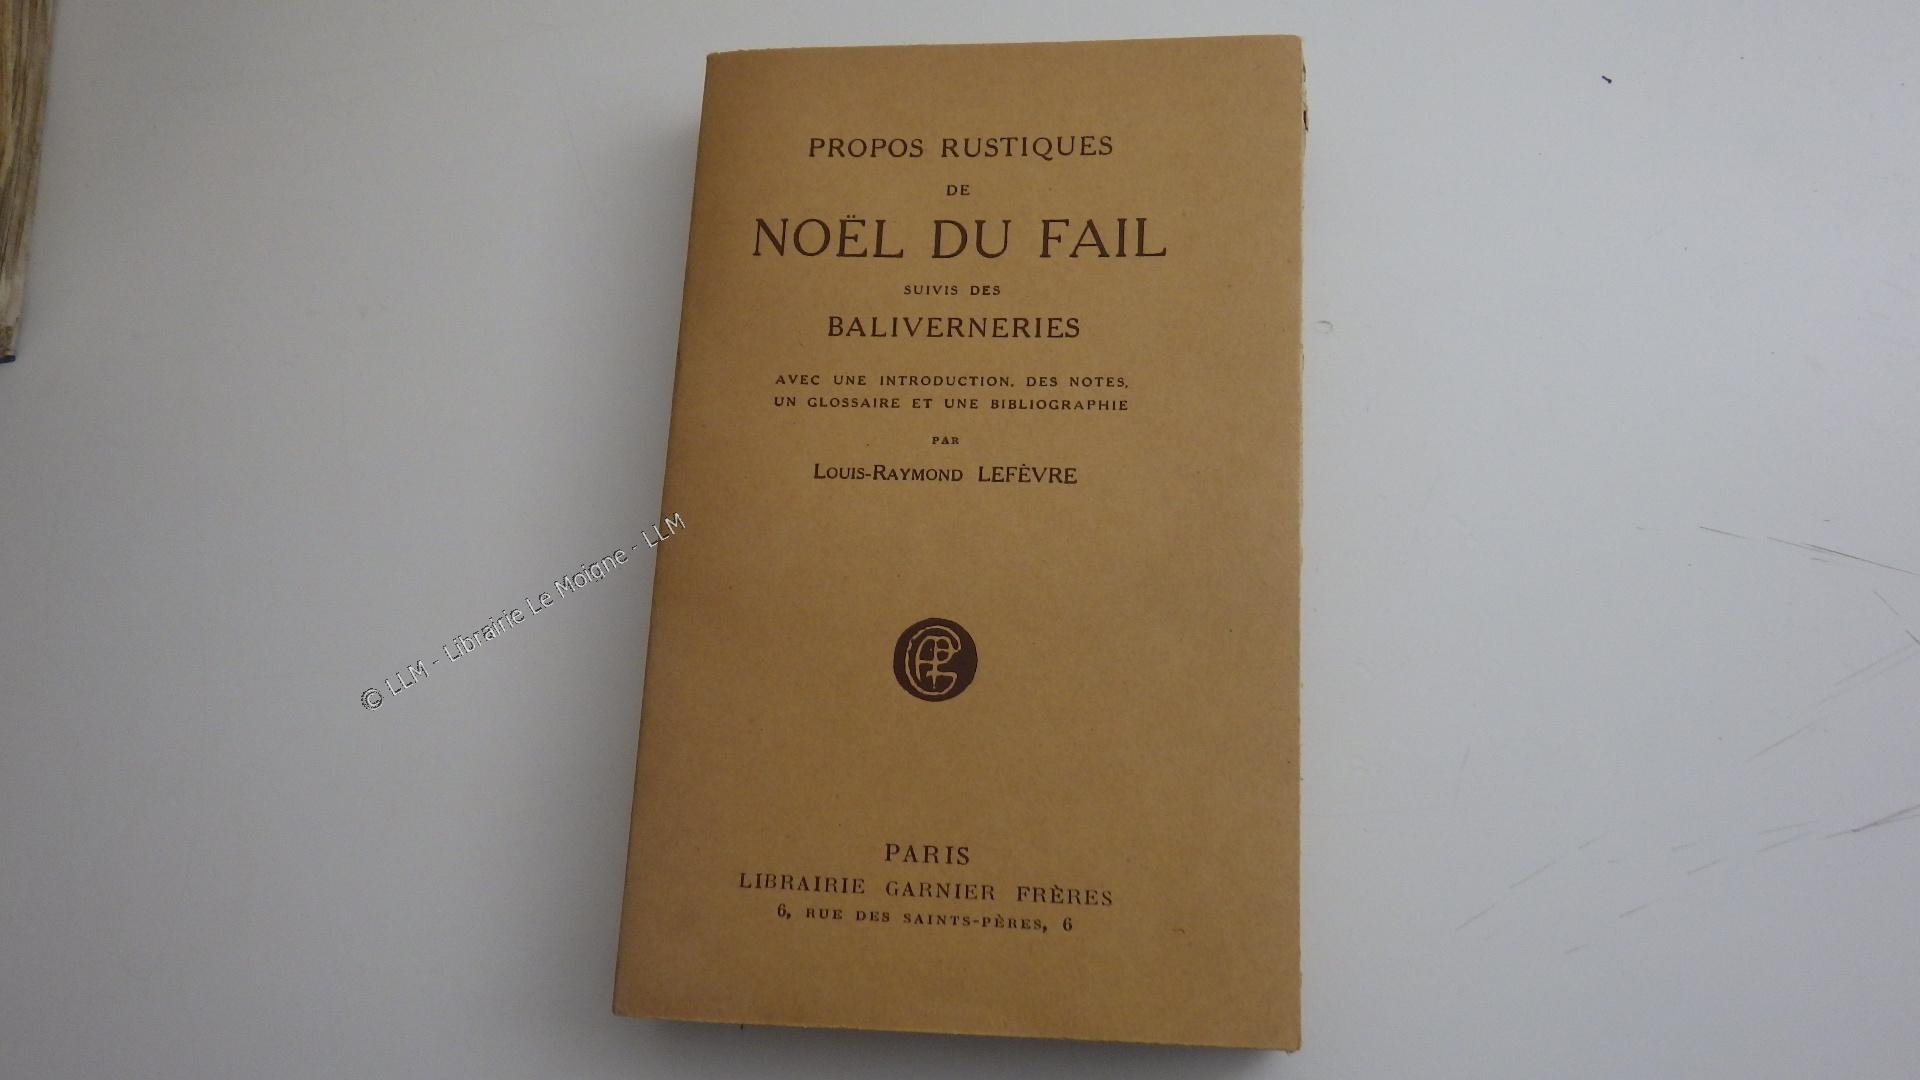 PROPOS RUSTIQUES
DE
NOËL DU FAIL
SUIVIS DES
BALIVERNERIES
AVEC UNE INTRODUCTION, DES NOTES,
UN GLOSSAIRE ET UNE BIBLIOGRAPHIE
PAR
LOUIS-RAYMOND LEFÈVRE
PARIS
LIBRAIRIE GARNIER FRÈRES
6, RUE DES SAINTS-PÈRES, 6
© LLM - Librairie Le Moigne - LLM